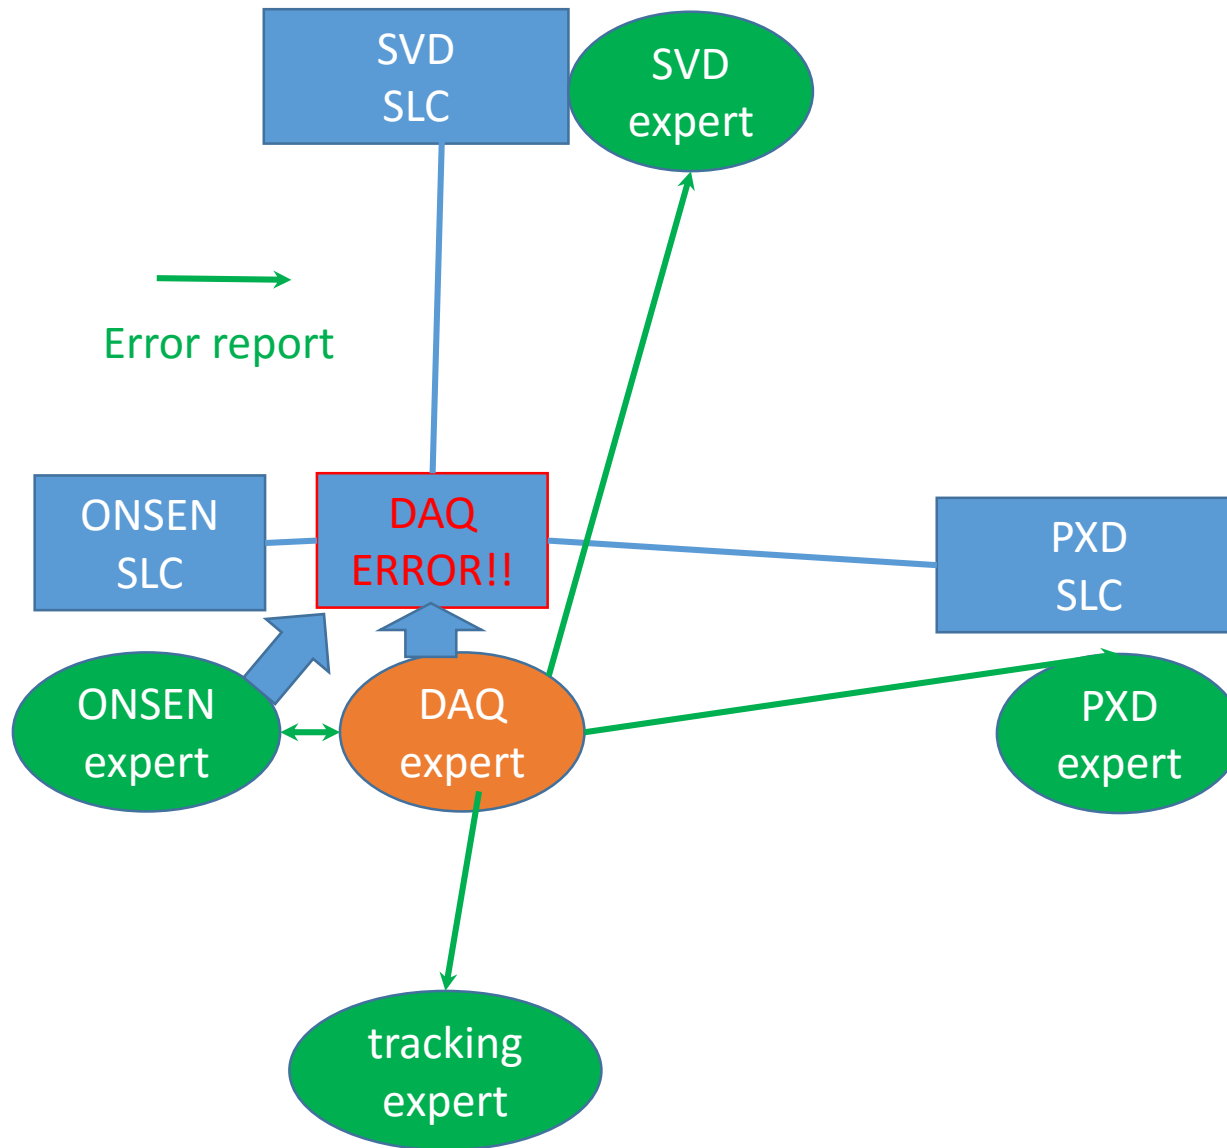 SVD
SLC
SVD
expert
Error report
ONSEN
SLC
DAQ
ERROR!!
PXD
SLC
ONSEN
expert
DAQ
expert
PXD
expert
tracking
expert